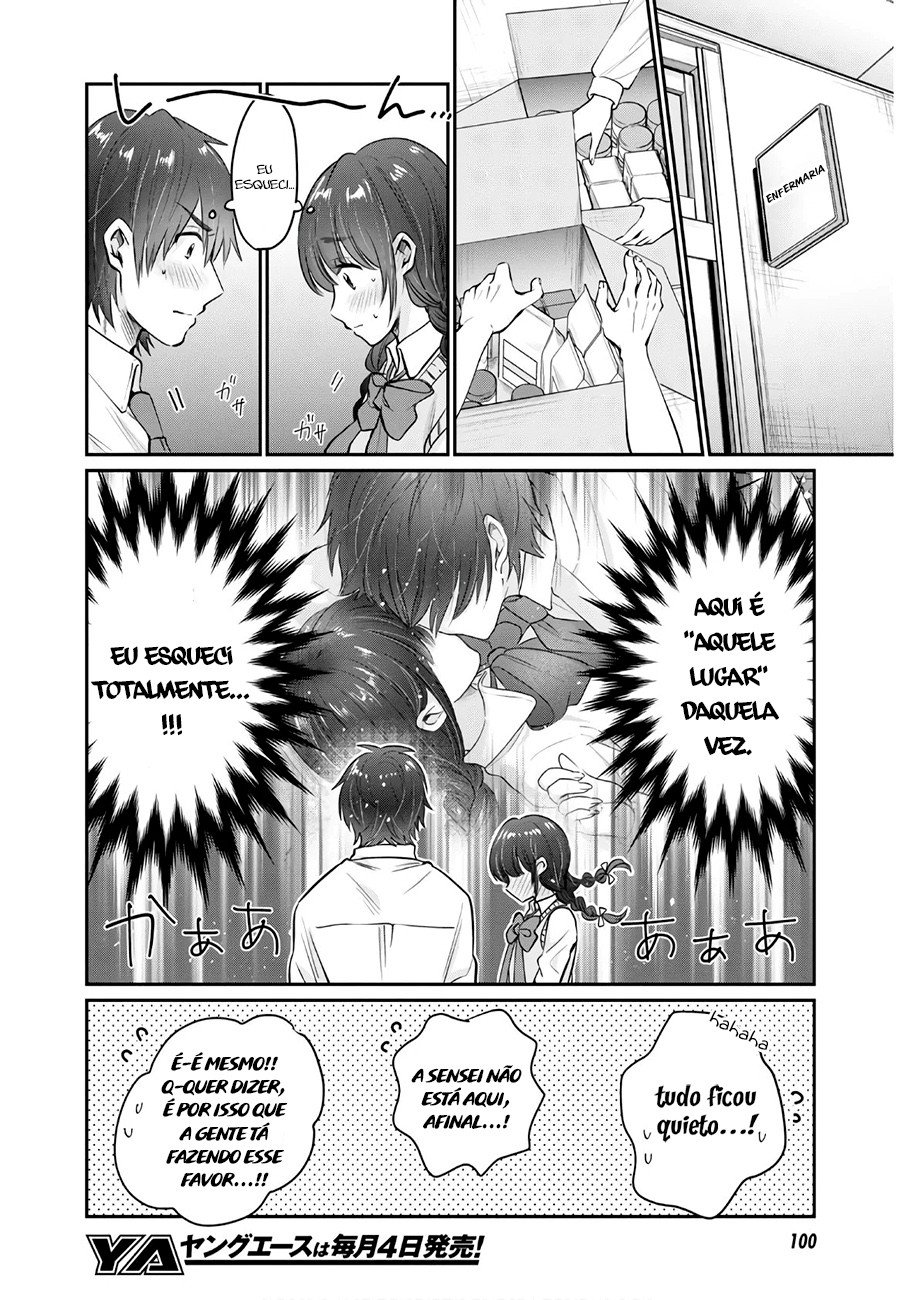 ENFERMARIA
しーーん…
EU
ESQUECI...
ガサ
ガサ
AQUI É
"AQUELE
LUGAR"
DAQUELA
VEZ.
EU ESQUECI
TOTALMENTE...
!!!
かぁぁあ
ぁぁぁあ
hahaha
tudo ficou
quieto...!
A SENSEI NÃO
ESTÁ AQUI,
AFINAL...!
É-É MESMO!!
Q-QUER DIZER,
É POR ISSO QUE
A GENTE TÁ
FAZENDO ESSE
FAVOR...!!
YA ヤングエースは毎月4日発売!
100